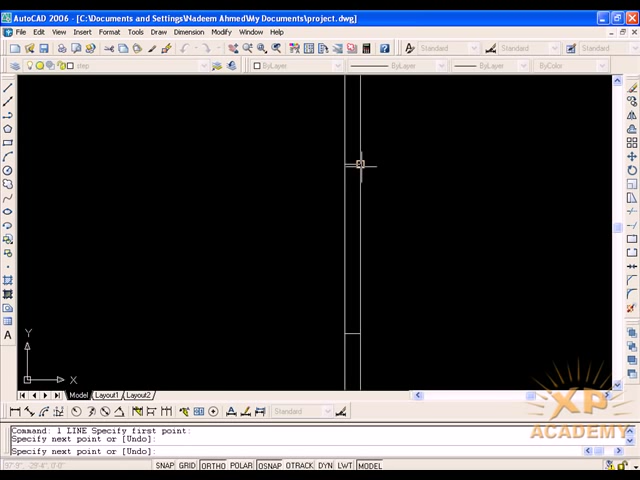 AutoCAD 2006 - [C:\Documents and Settings\Nadeem Ahmed\My Documents\project.dwg]
File Edit View Insert Format Tools Draw Dimension Modify Window Help
Standard Standard Standard
step ByLayer ByLayer ByLayer ByColor
Y
X
Model Layout1 Layout2
Standard
Command: l LINE Specify first point:
Specify next point or [Undo]:
Specify next point or [Undo]:
XP
ACADEMY
SNAP GRID ORTHO POLAR OSNAP OTRACK DYN LWT MODEL